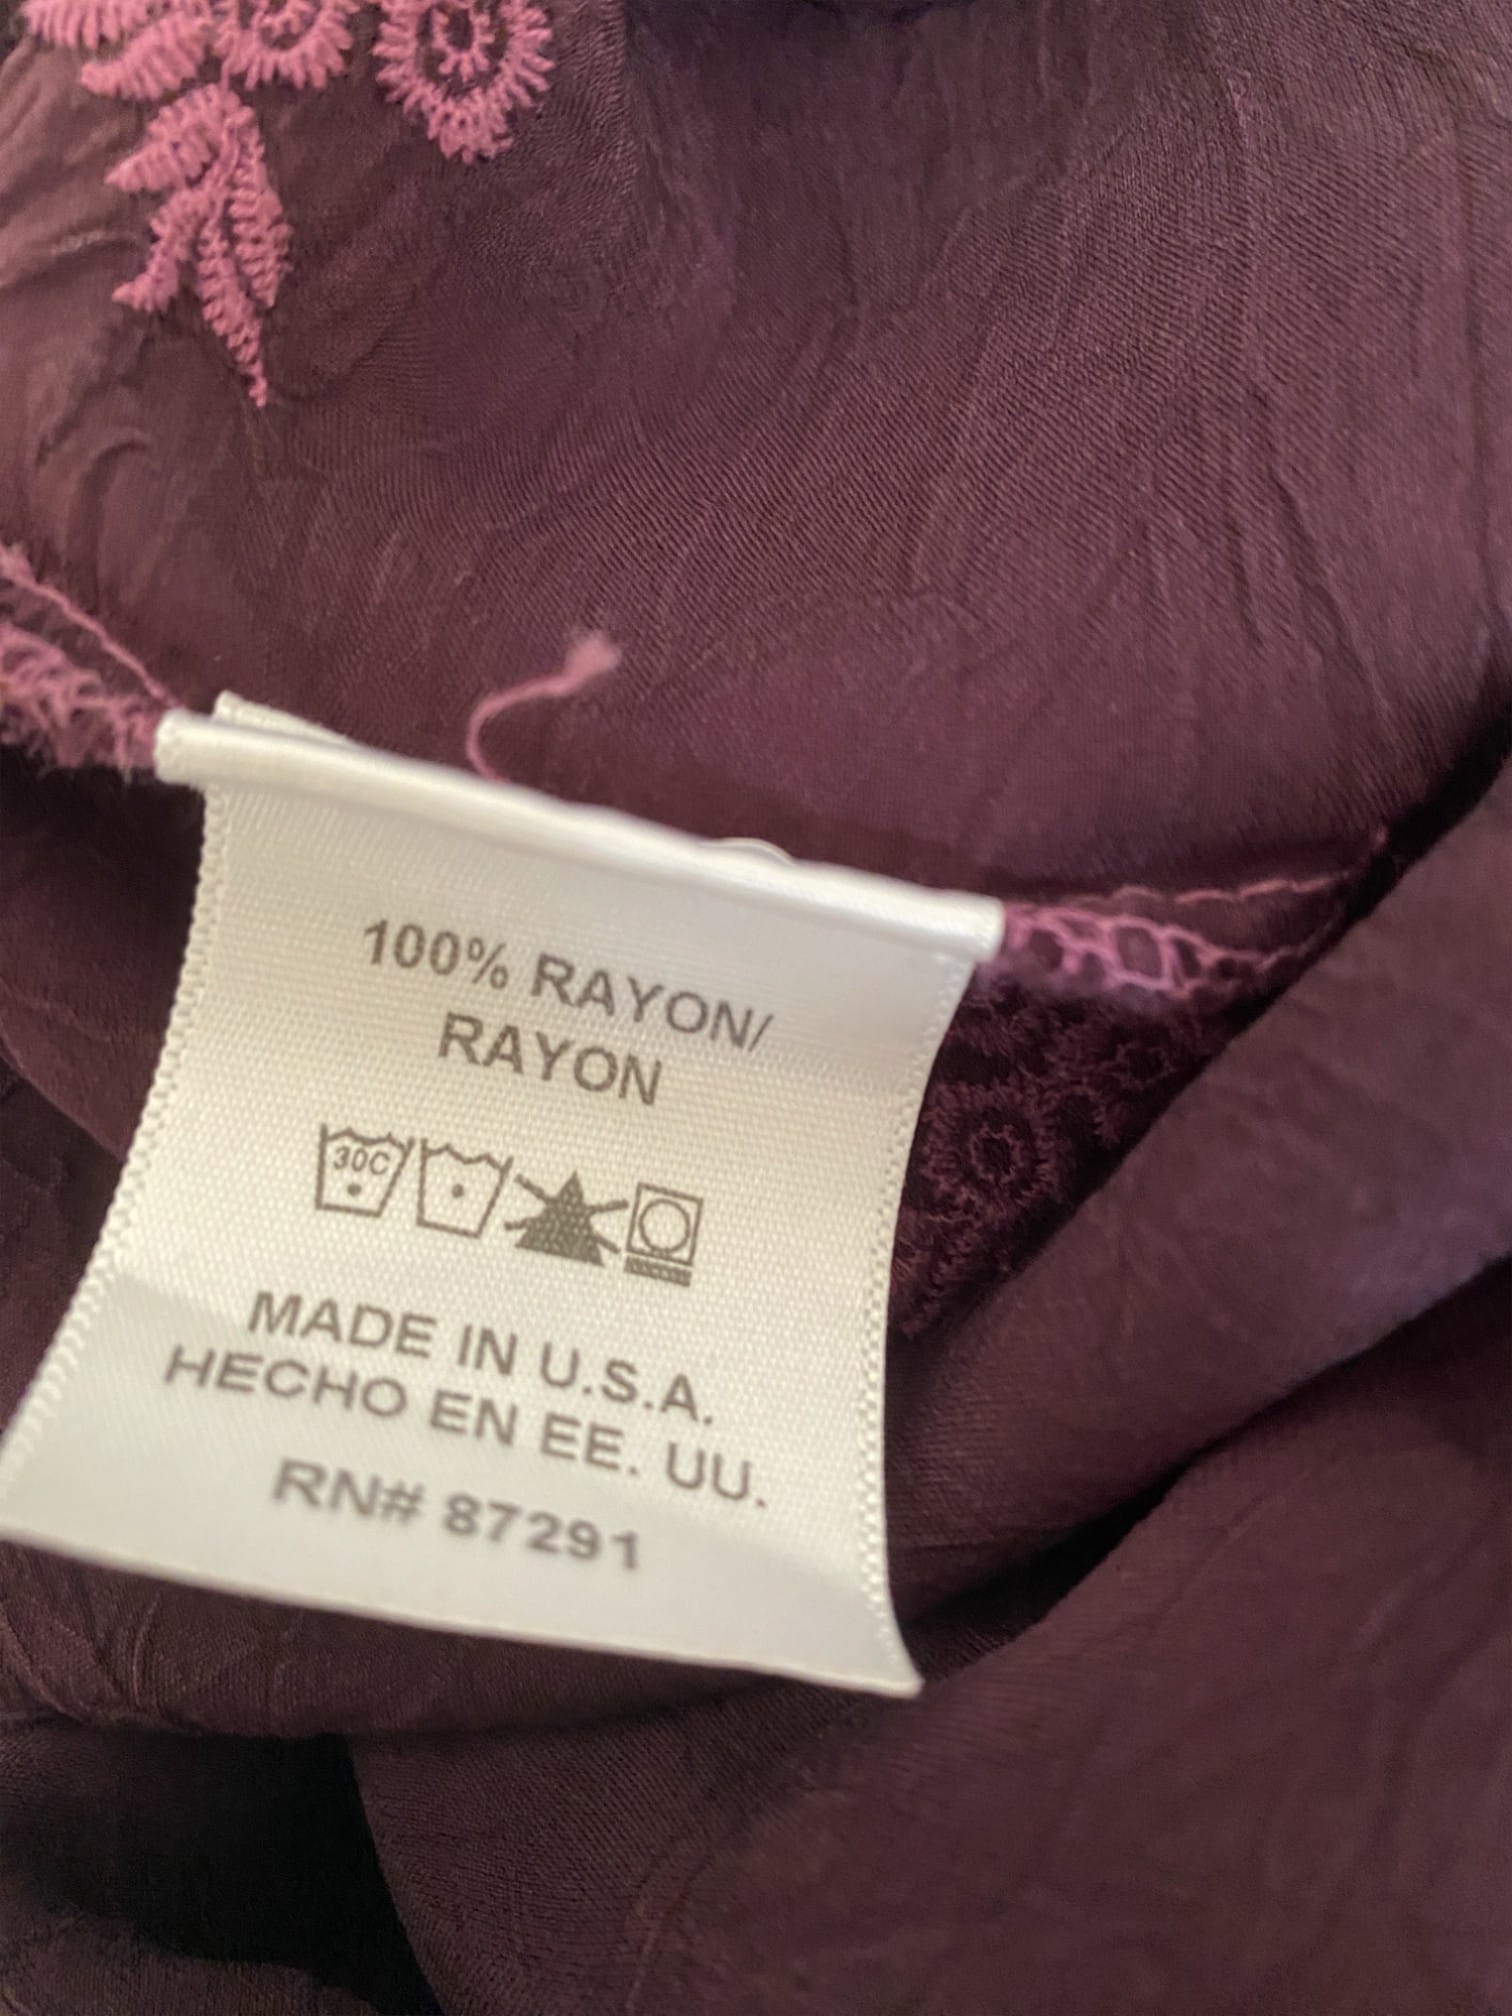 100% RAYON/
RAYON
30C
MADE IN U.S.A.
HECHO EN EE. UU.
RN# 87291